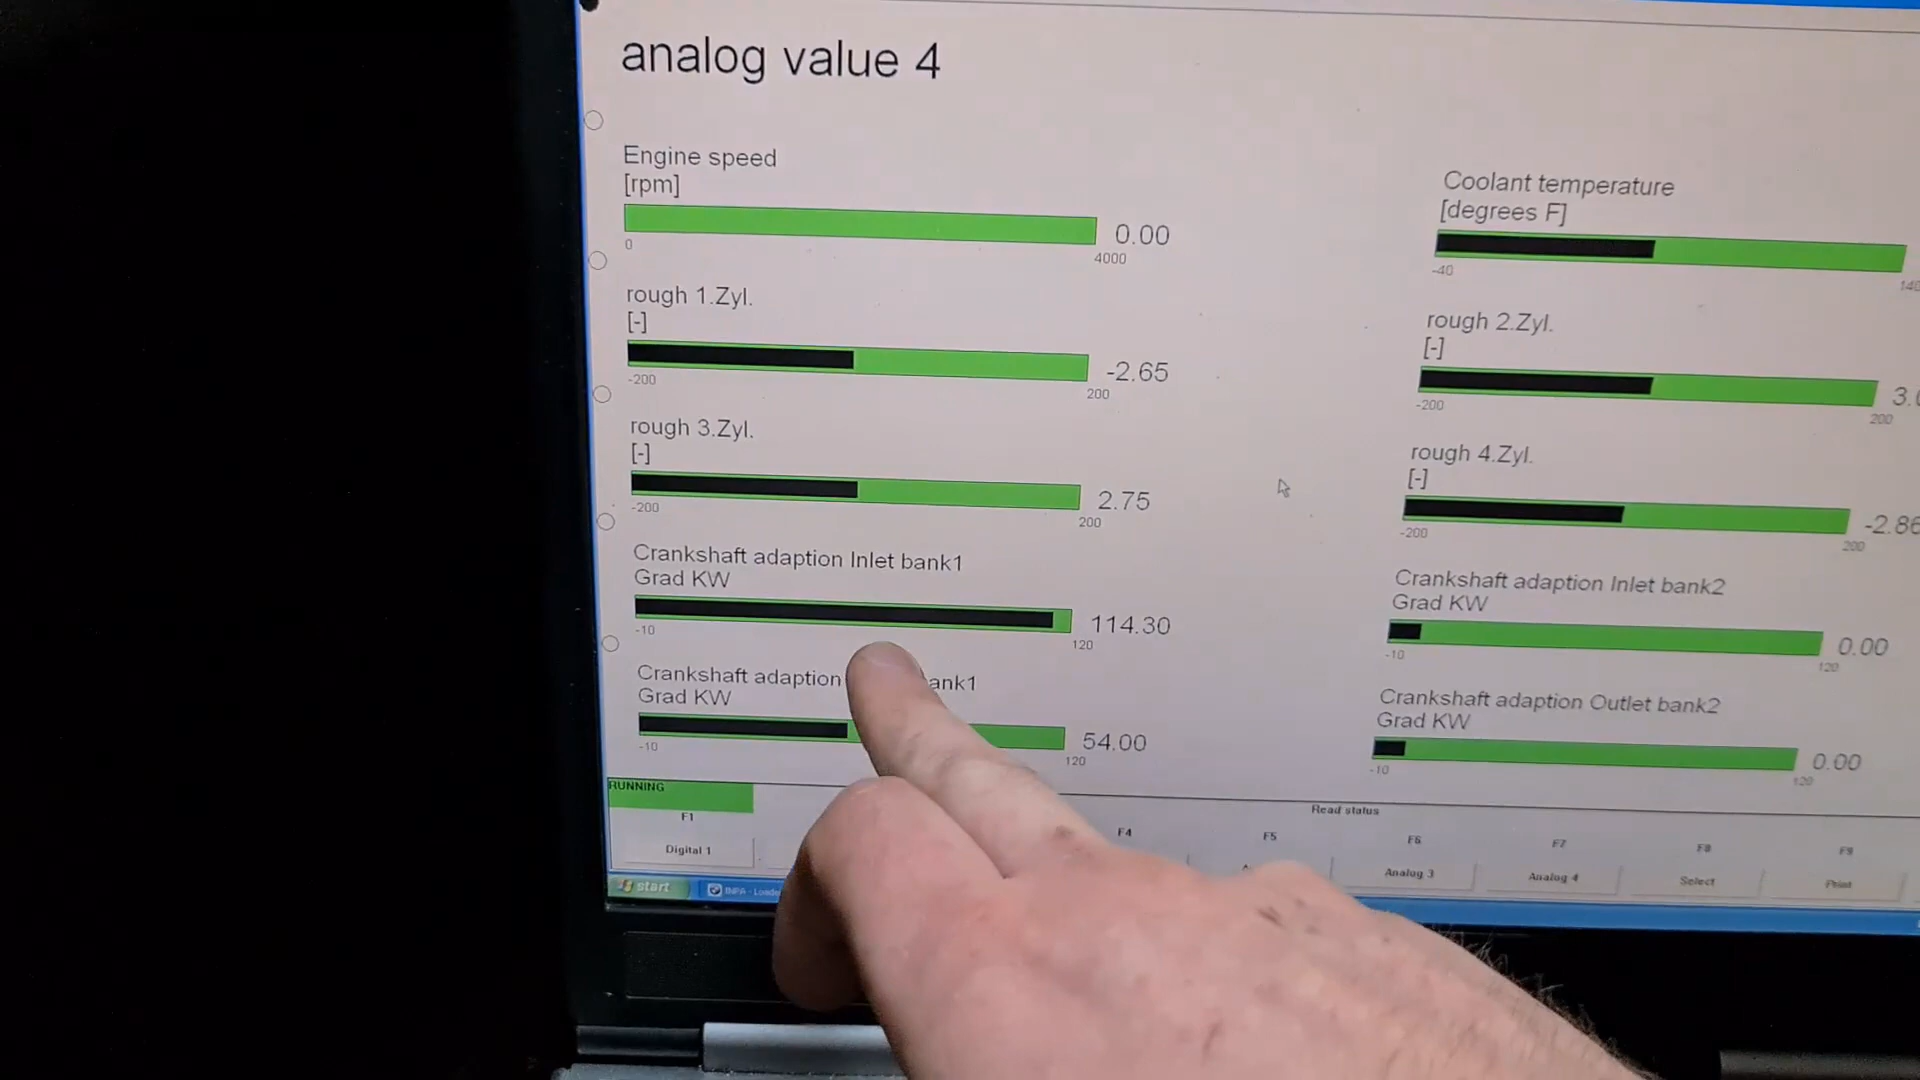 analog value 4
Engine speed
[rpm]
0.00
0
4000
Coolant temperature
[degrees F]
-40
140
rough 1.Zyl.
[-]
-2.65
-200
200
rough 2.Zyl.
[-]
-200
200
rough 3.Zyl.
[-]
2.75
-200
200
rough 4.Zyl.
[-]
-2.86
-200
200
Crankshaft adaption Inlet bank1
Grad KW
114.30
-10
120
Crankshaft adaption Inlet bank2
Grad KW
0.00
-10
120
Crankshaft adaption
Grad KW
54.00
-10
120
Crankshaft adaption Outlet bank2
Grad KW
0.00
-10
120
RUNNING
Read status
F1
F4
F5
F6
F7
F8
F9
Digital 1
Analog 3
Analog 4
Select
Print
start
INPA - Loade